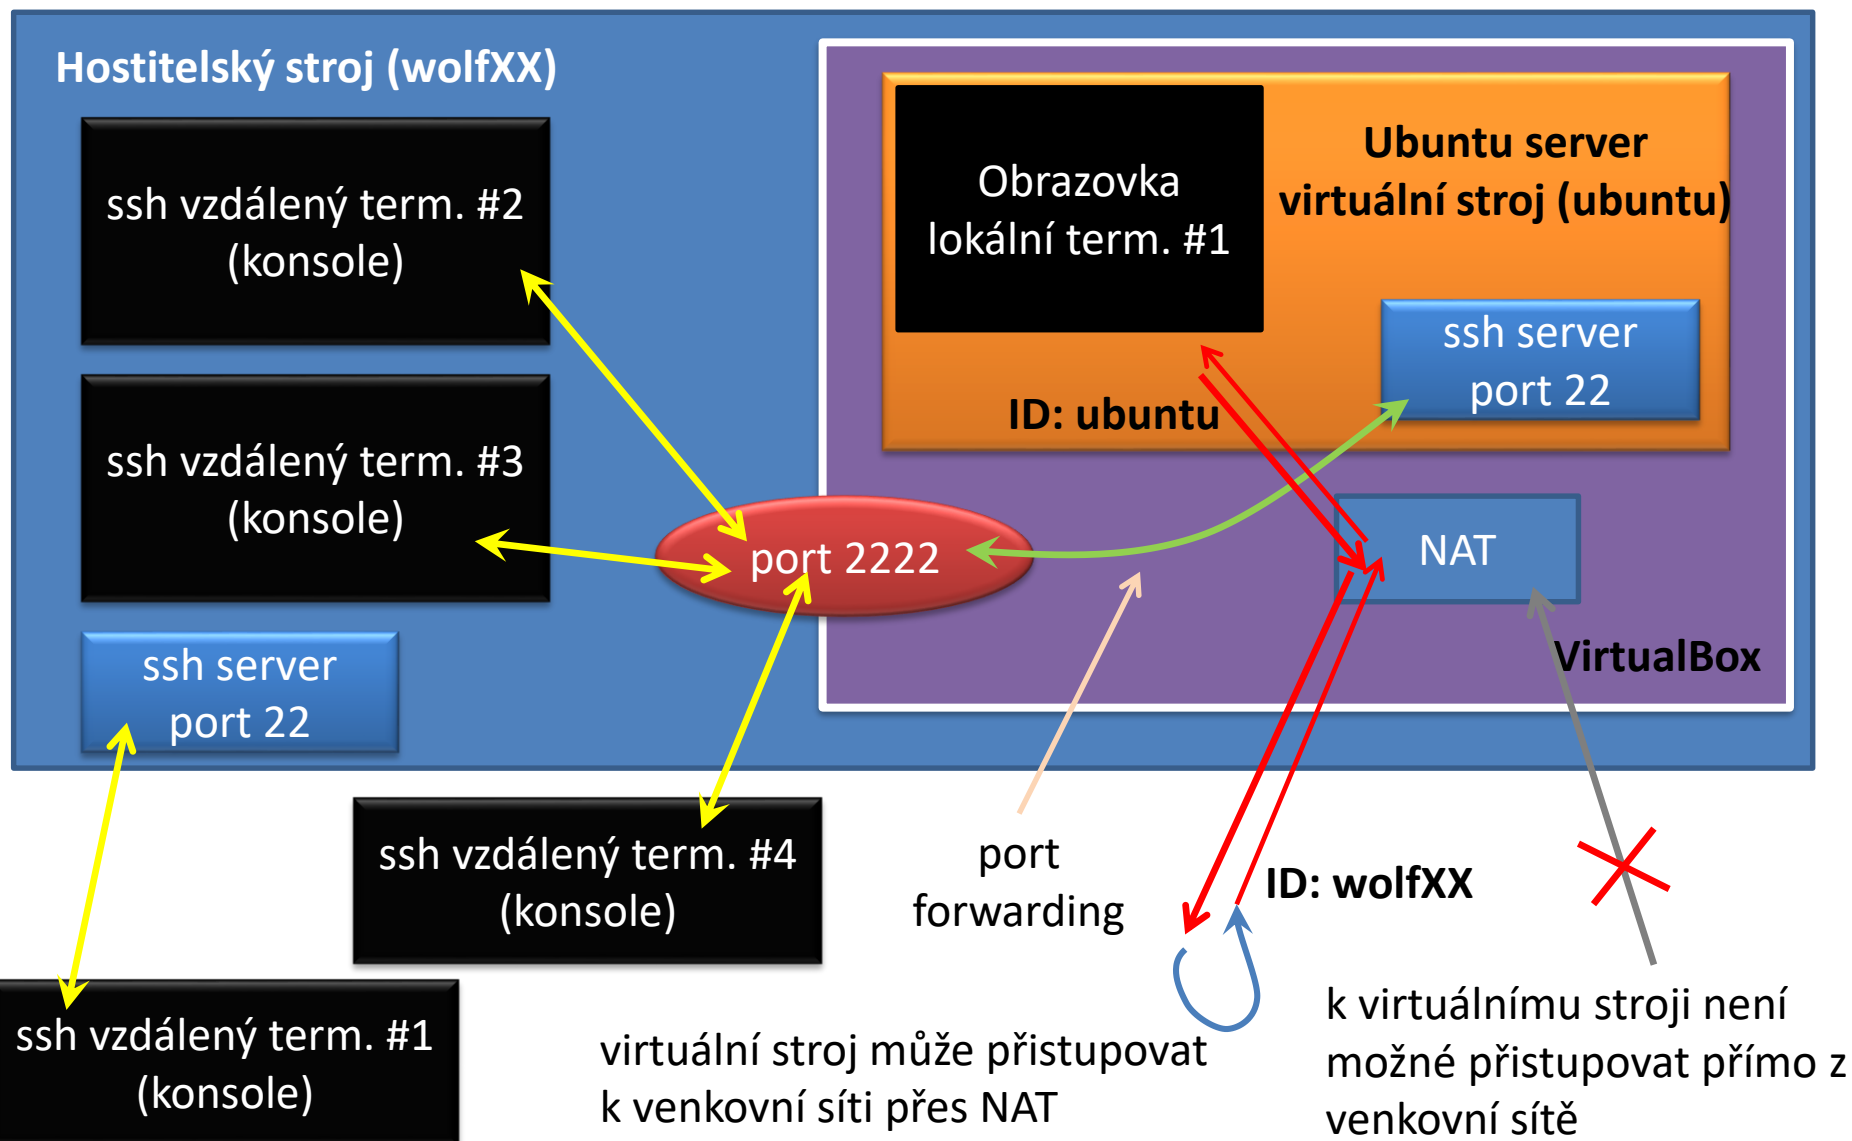 Hostitelský stroj (wolfXX)
ssh vzdálený term. #2
(konsole)
ssh vzdálený term. #3
(konsole)
ssh server
port 22
Obrazovka
lokální term. #1
Ubuntu server
virtuální stroj (ubuntu)
ssh server
port 22
ID: ubuntu
port 2222
NAT
VirtualBox
ssh vzdálený term. #4
(konsole)
port
forwarding
ID: wolfXX
ssh vzdálený term. #1
(konsole)
virtuální stroj může přistupovat
k venkovní síti přes NAT
k virtuálnímu stroji není
možné přistupovat přímo z
venkovní sítě